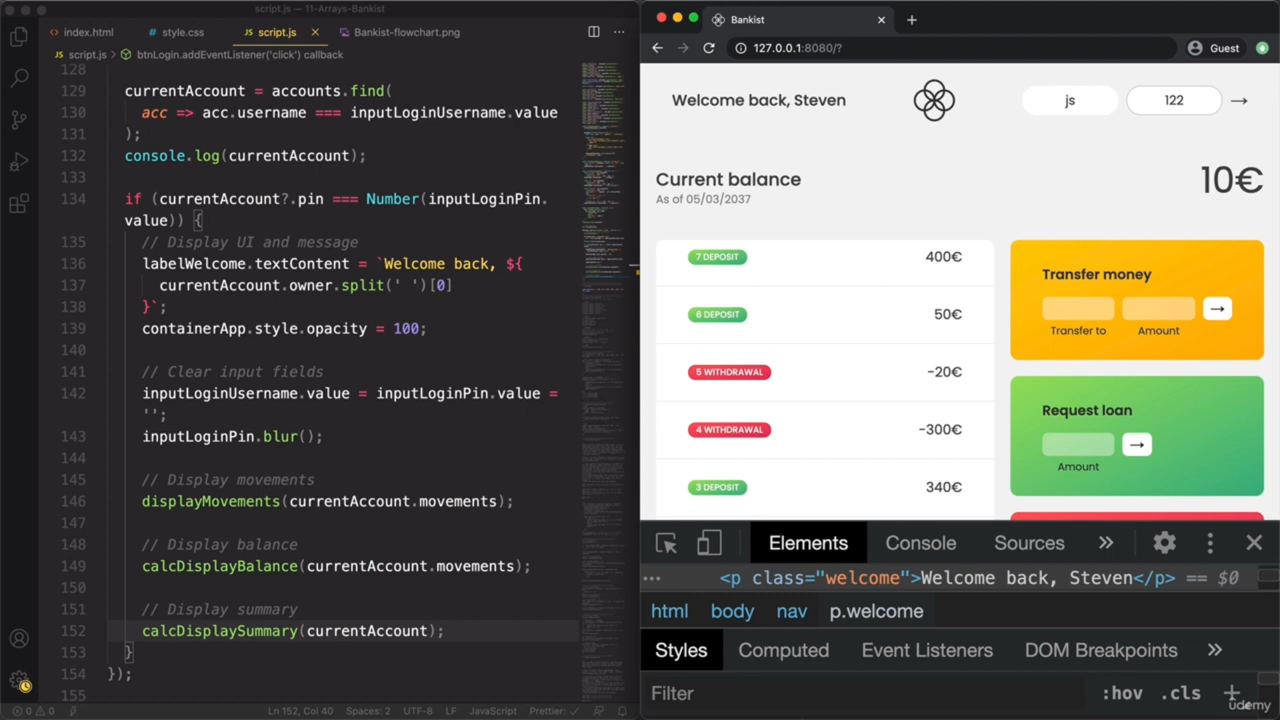 script.js - 11-Arrays-Bankist
index.html
style.css
JS script.js
Bankist-flowchart.png
JS script.js > btnLogin.addEventListener('click') callback
128
129 currentAccount = accounts.find(
130 acc => acc.username === inputLoginUsername.value
131 );
132 console.log(currentAccount);
133
134 if (currentAccount?.pin === Number(inputLoginPin.
value)) {
135 // Display UI and message
136 labelWelcome.textContent = `Welcome back, ${
137 currentAccount.owner.split(' ')[0]
138 }`;
139 containerApp.style.opacity = 100;
140
141 // Clear input fields
142 inputLoginUsername.value = inputLoginPin.value =
'';
143 inputLoginPin.blur();
144
145 // Display movements
146 displayMovements(currentAccount.movements);
147
148 // Display balance
149 calcDisplayBalance(currentAccount.movements);
150
151 // Display summary
152 calcDisplaySummary(currentAccount);
153 }
154 });
155
0 0 Ln 152, Col 40 Spaces: 2 UTF-8 LF JavaScript Prettier: ✓
Bankist
127.0.0.1:8080/?
Guest
Welcome back, Steven
js
122
Current balance
As of 05/03/2037
10€
7 DEPOSIT 400€
6 DEPOSIT 50€
5 WITHDRAWAL -20€
4 WITHDRAWAL -300€
3 DEPOSIT 340€
Transfer money
Transfer to Amount
Request loan
Amount
Elements Console Sources »
<p class="welcome">Welcome back, Steven</p> == $0
html body nav p.welcome
Styles Computed Event Listeners DOM Breakpoints »
Filter :hov .cls +
udemy